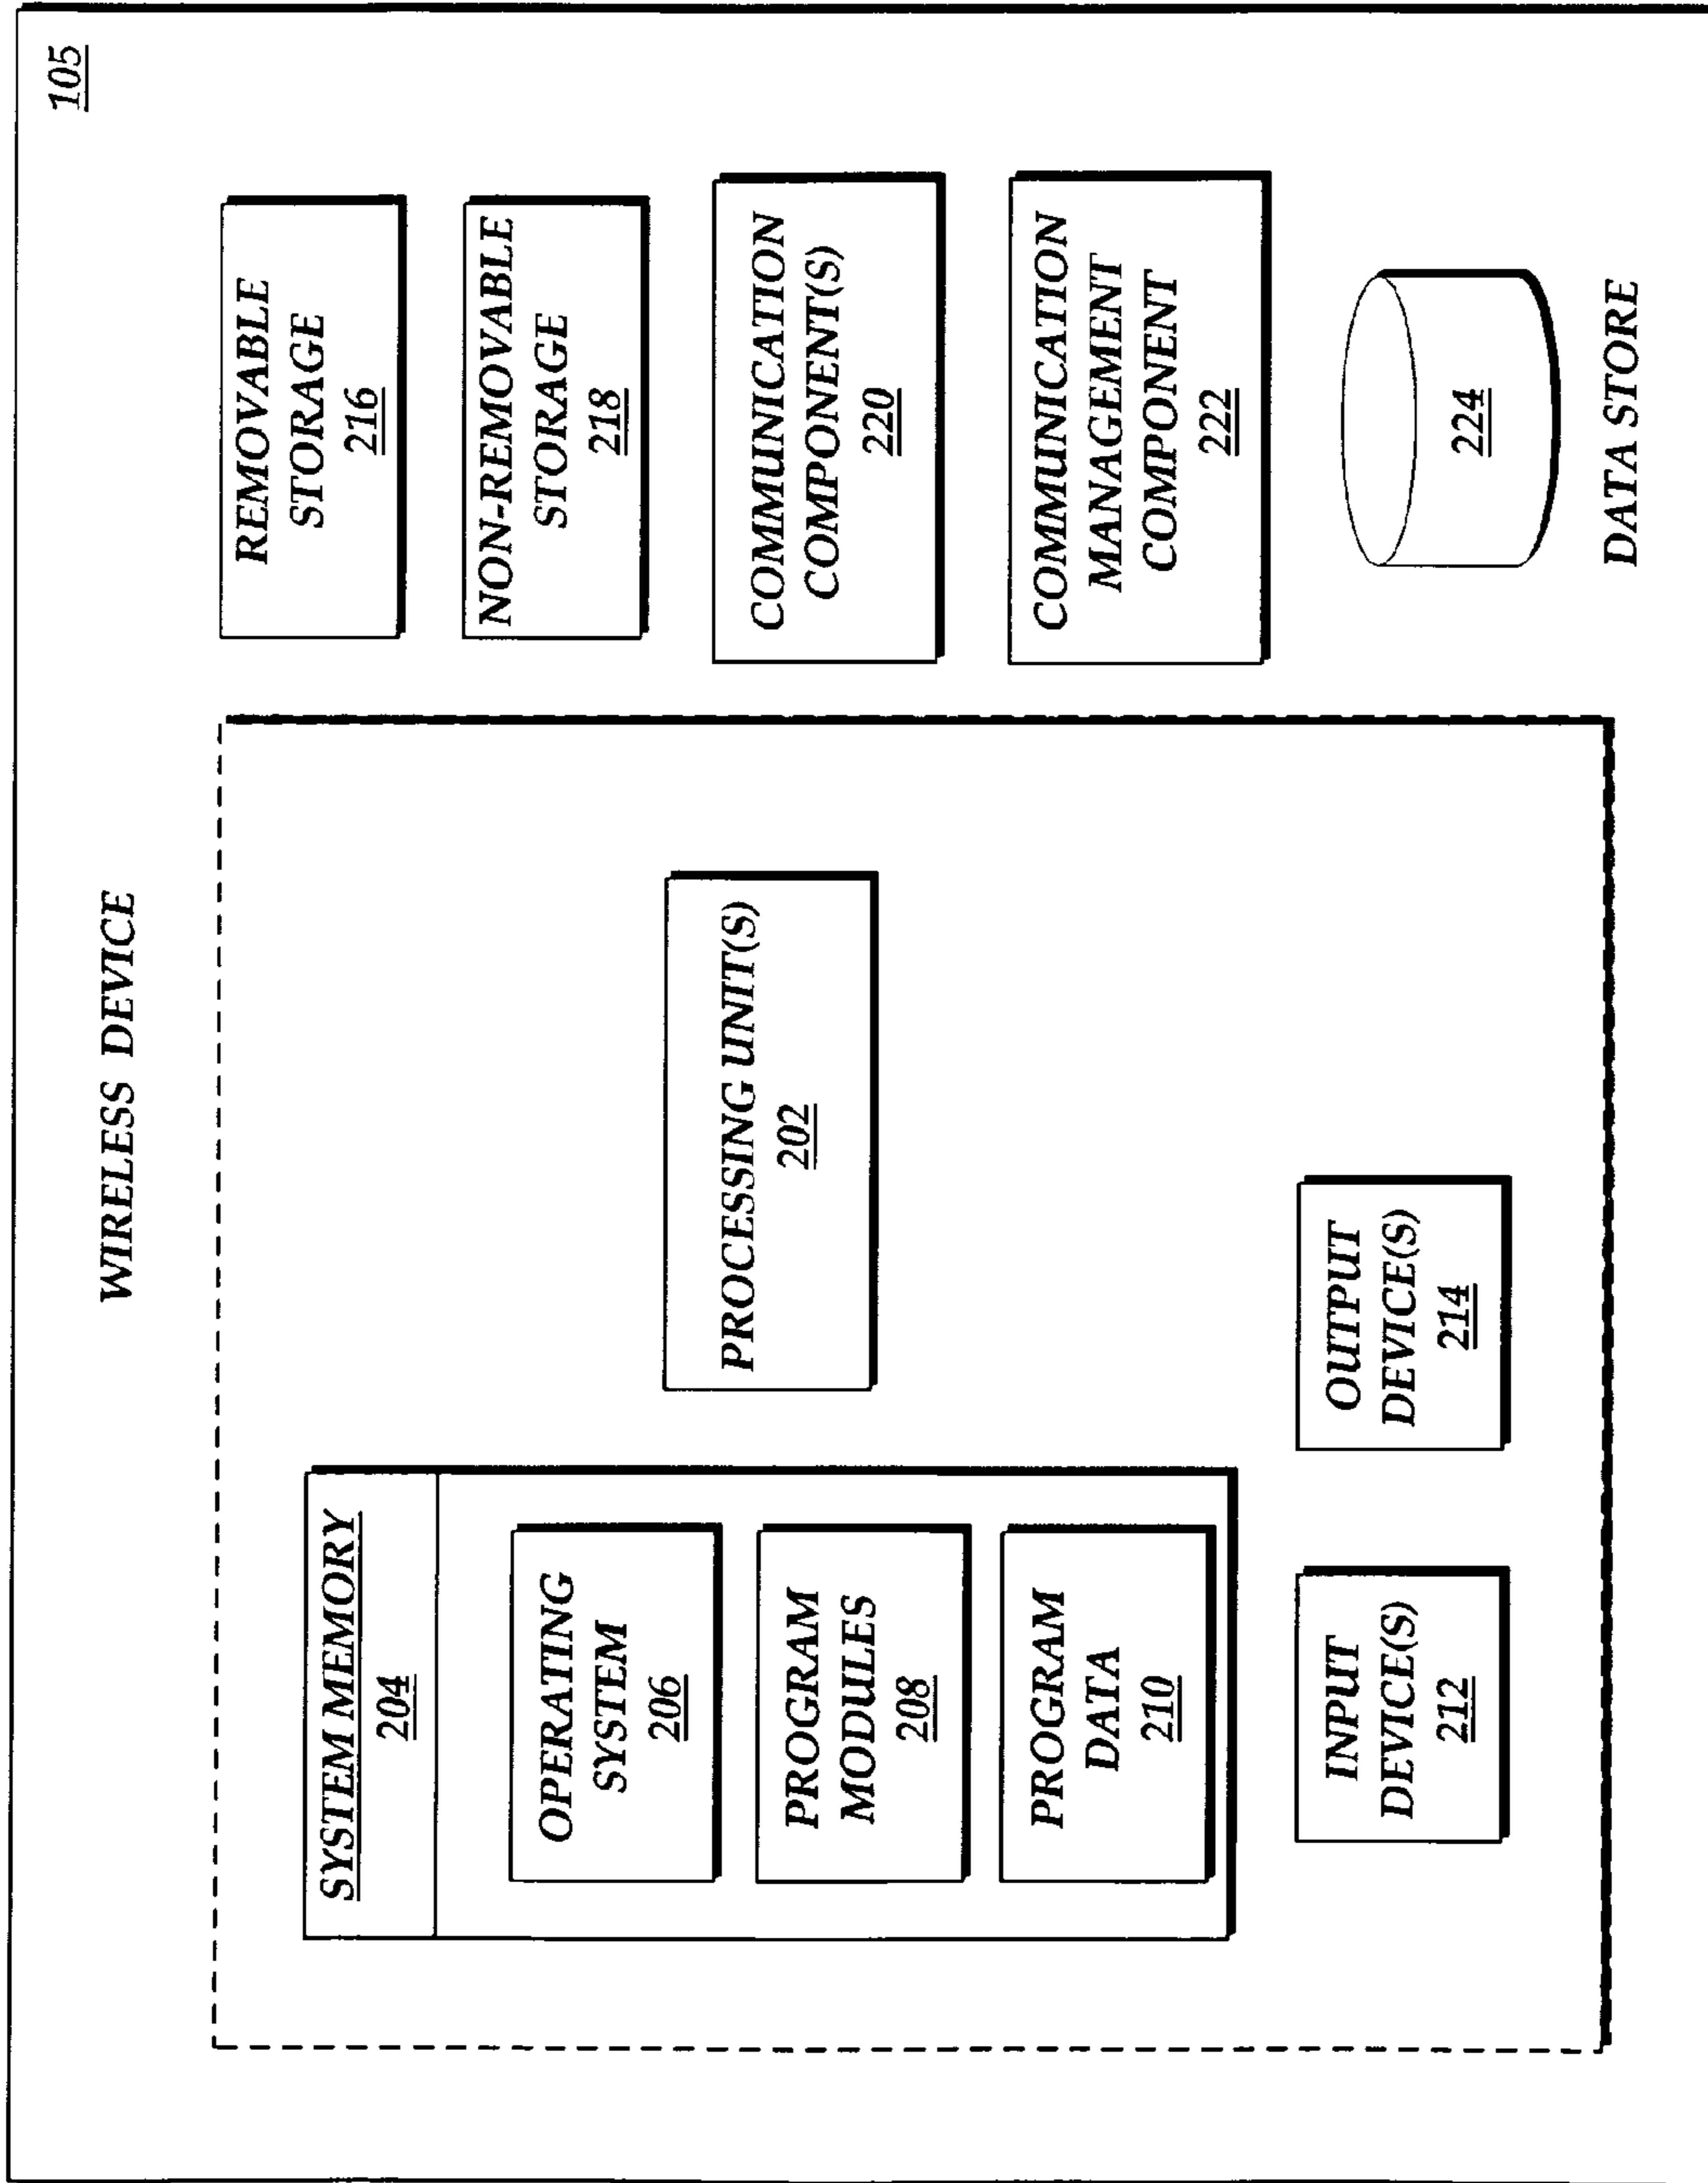 105
WIRELESS DEVICE
SYSTEM MEMORY
204
OPERATING
SYSTEM
206
PROGRAM
MODULES
208
PROGRAM
DATA
210
INPUT
DEVICE(S)
212
OUTPUT
DEVICE(S)
214
PROCESSING UNIT(S)
202
REMOVABLE
STORAGE
216
NON-REMOVABLE
STORAGE
218
COMMUNICATION
COMPONENT(S)
220
COMMUNICATION
MANAGEMENT
COMPONENT
222
224
DATA STORE